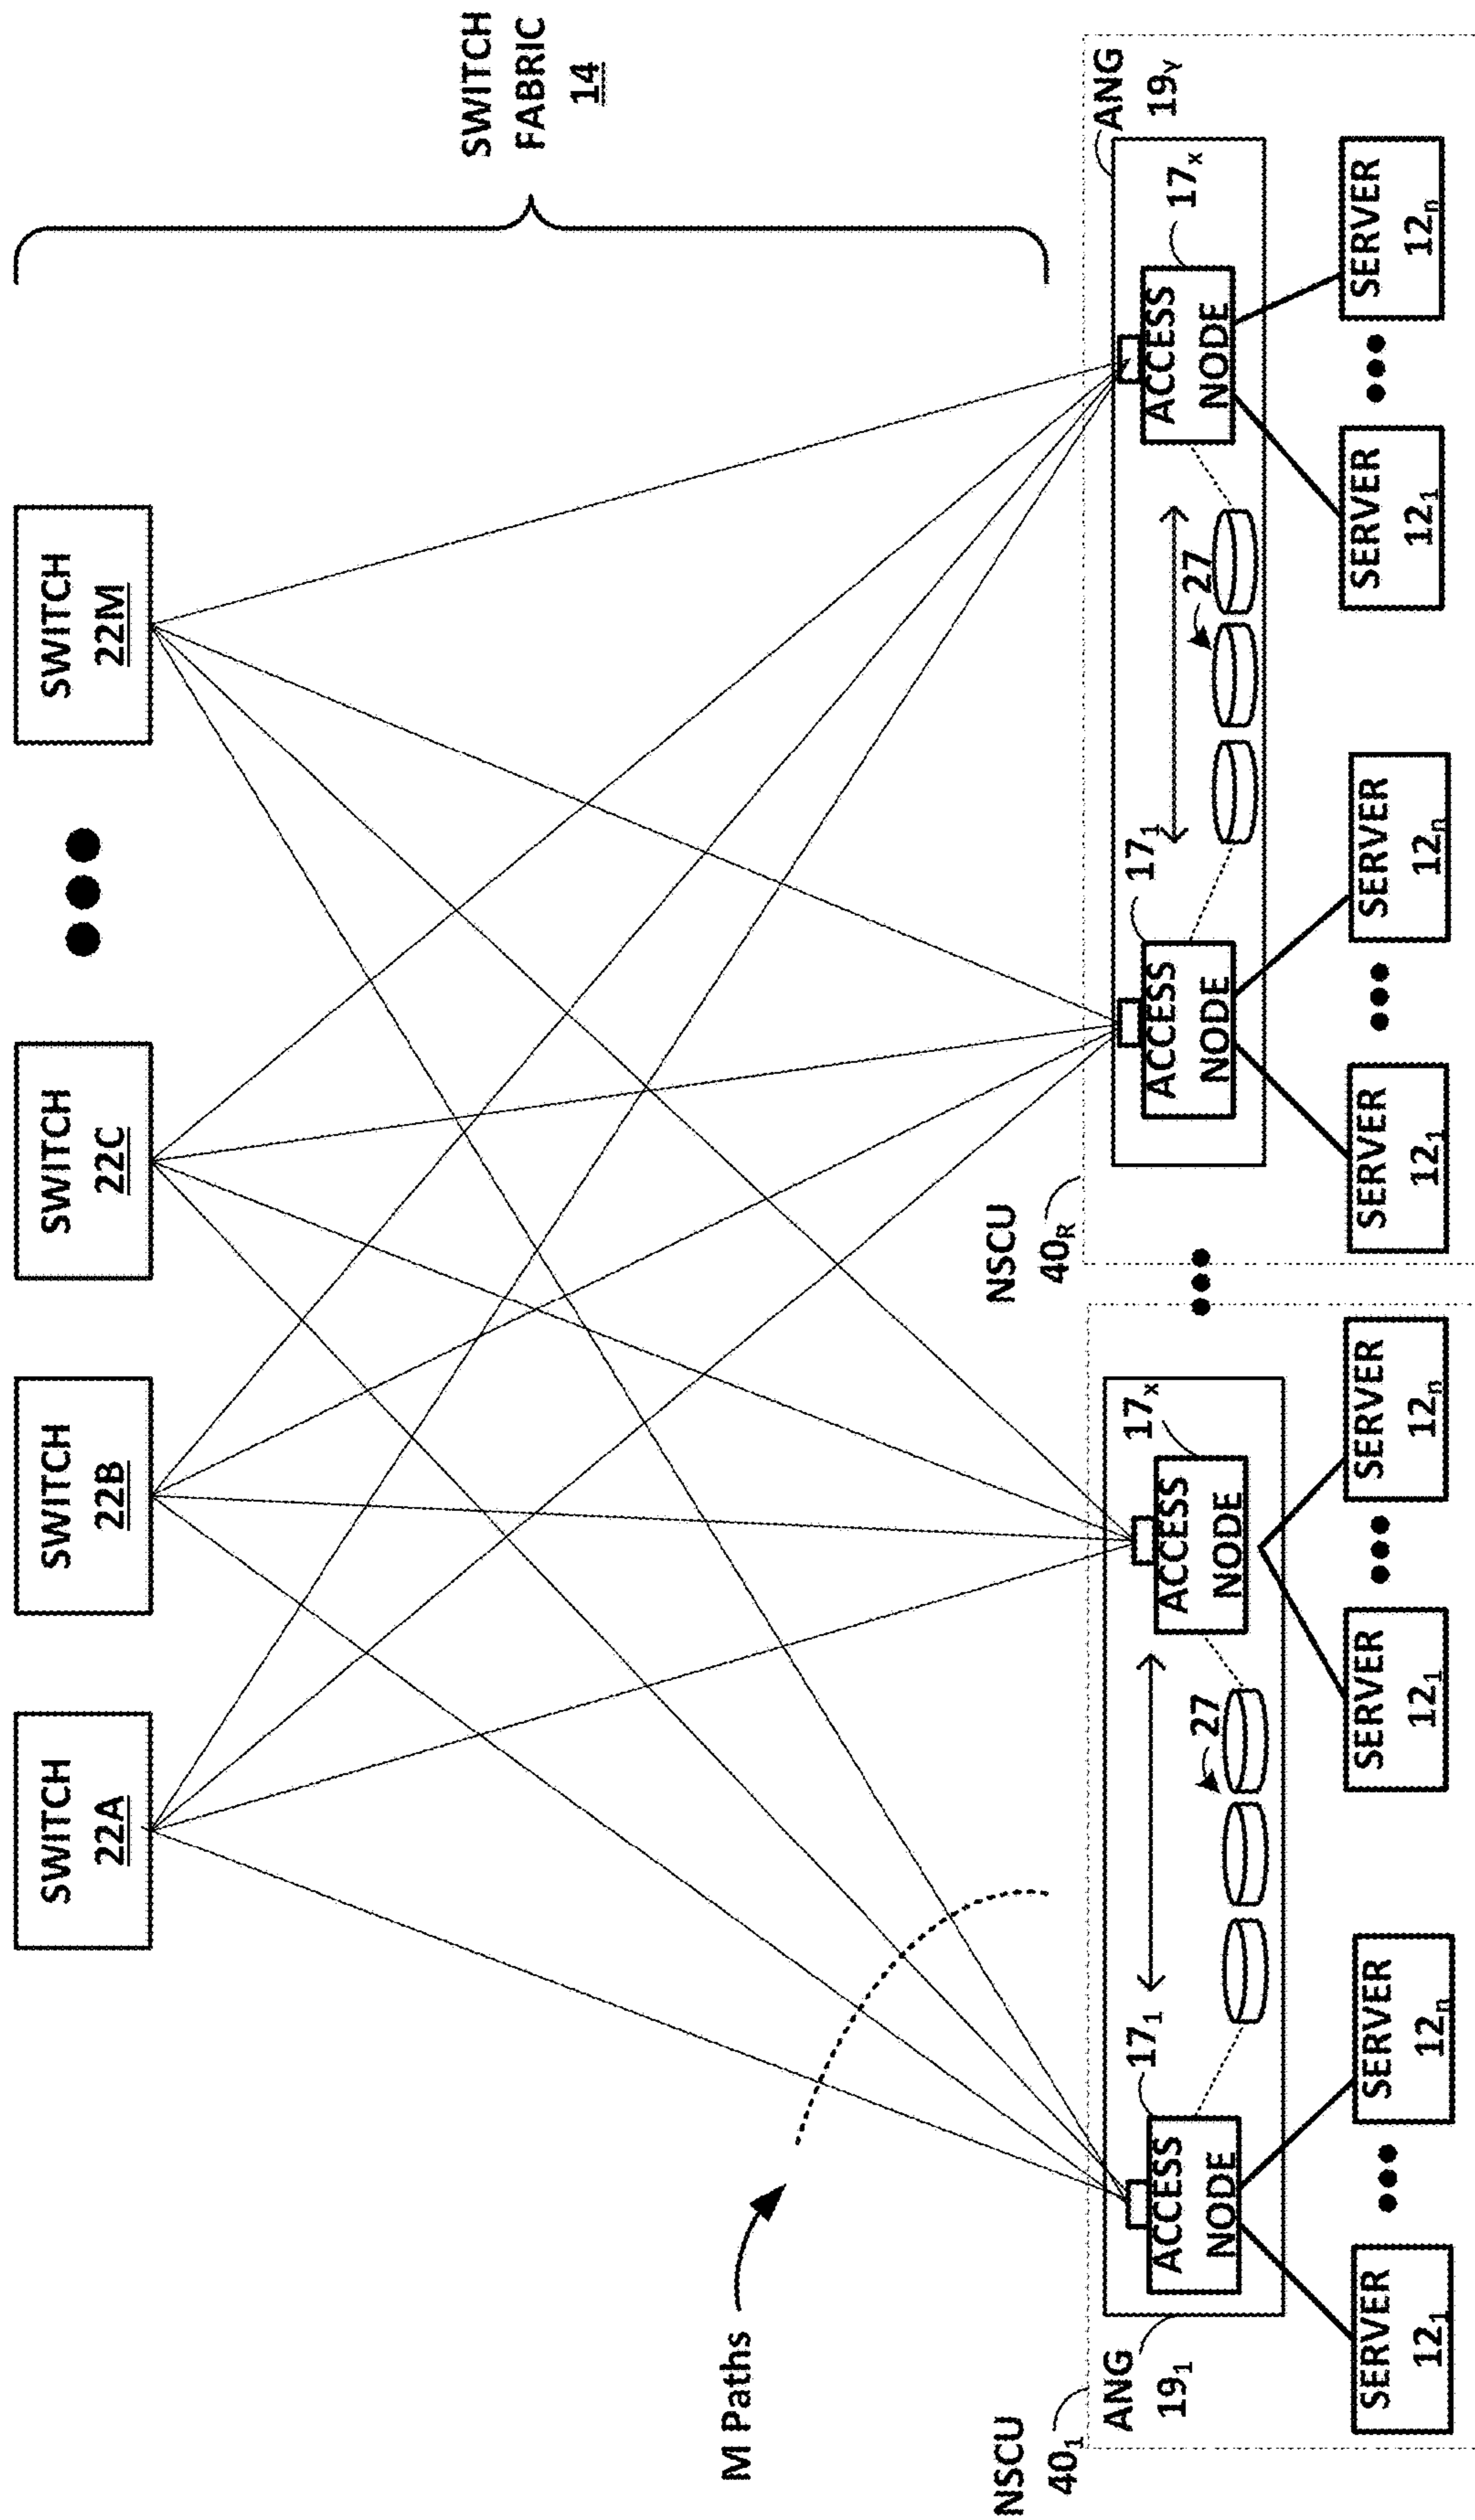 SWITCH
22A
SWITCH
22B
SWITCH
22C
SWITCH
22M
SWITCH
FABRIC
14
M Paths
NSCU
40₁
ANG
19₁
ACCESS
NODE
17₁
27
ACCESS
NODE
17ₓ
SERVER
12₁
SERVER
12ₙ
SERVER
12₁
SERVER
12ₙ
NSCU
40R
ANG
19Y
ACCESS
NODE
17₁
27
ACCESS
NODE
17ₓ
SERVER
12₁
SERVER
12ₙ
SERVER
12₁
SERVER
12ₙ